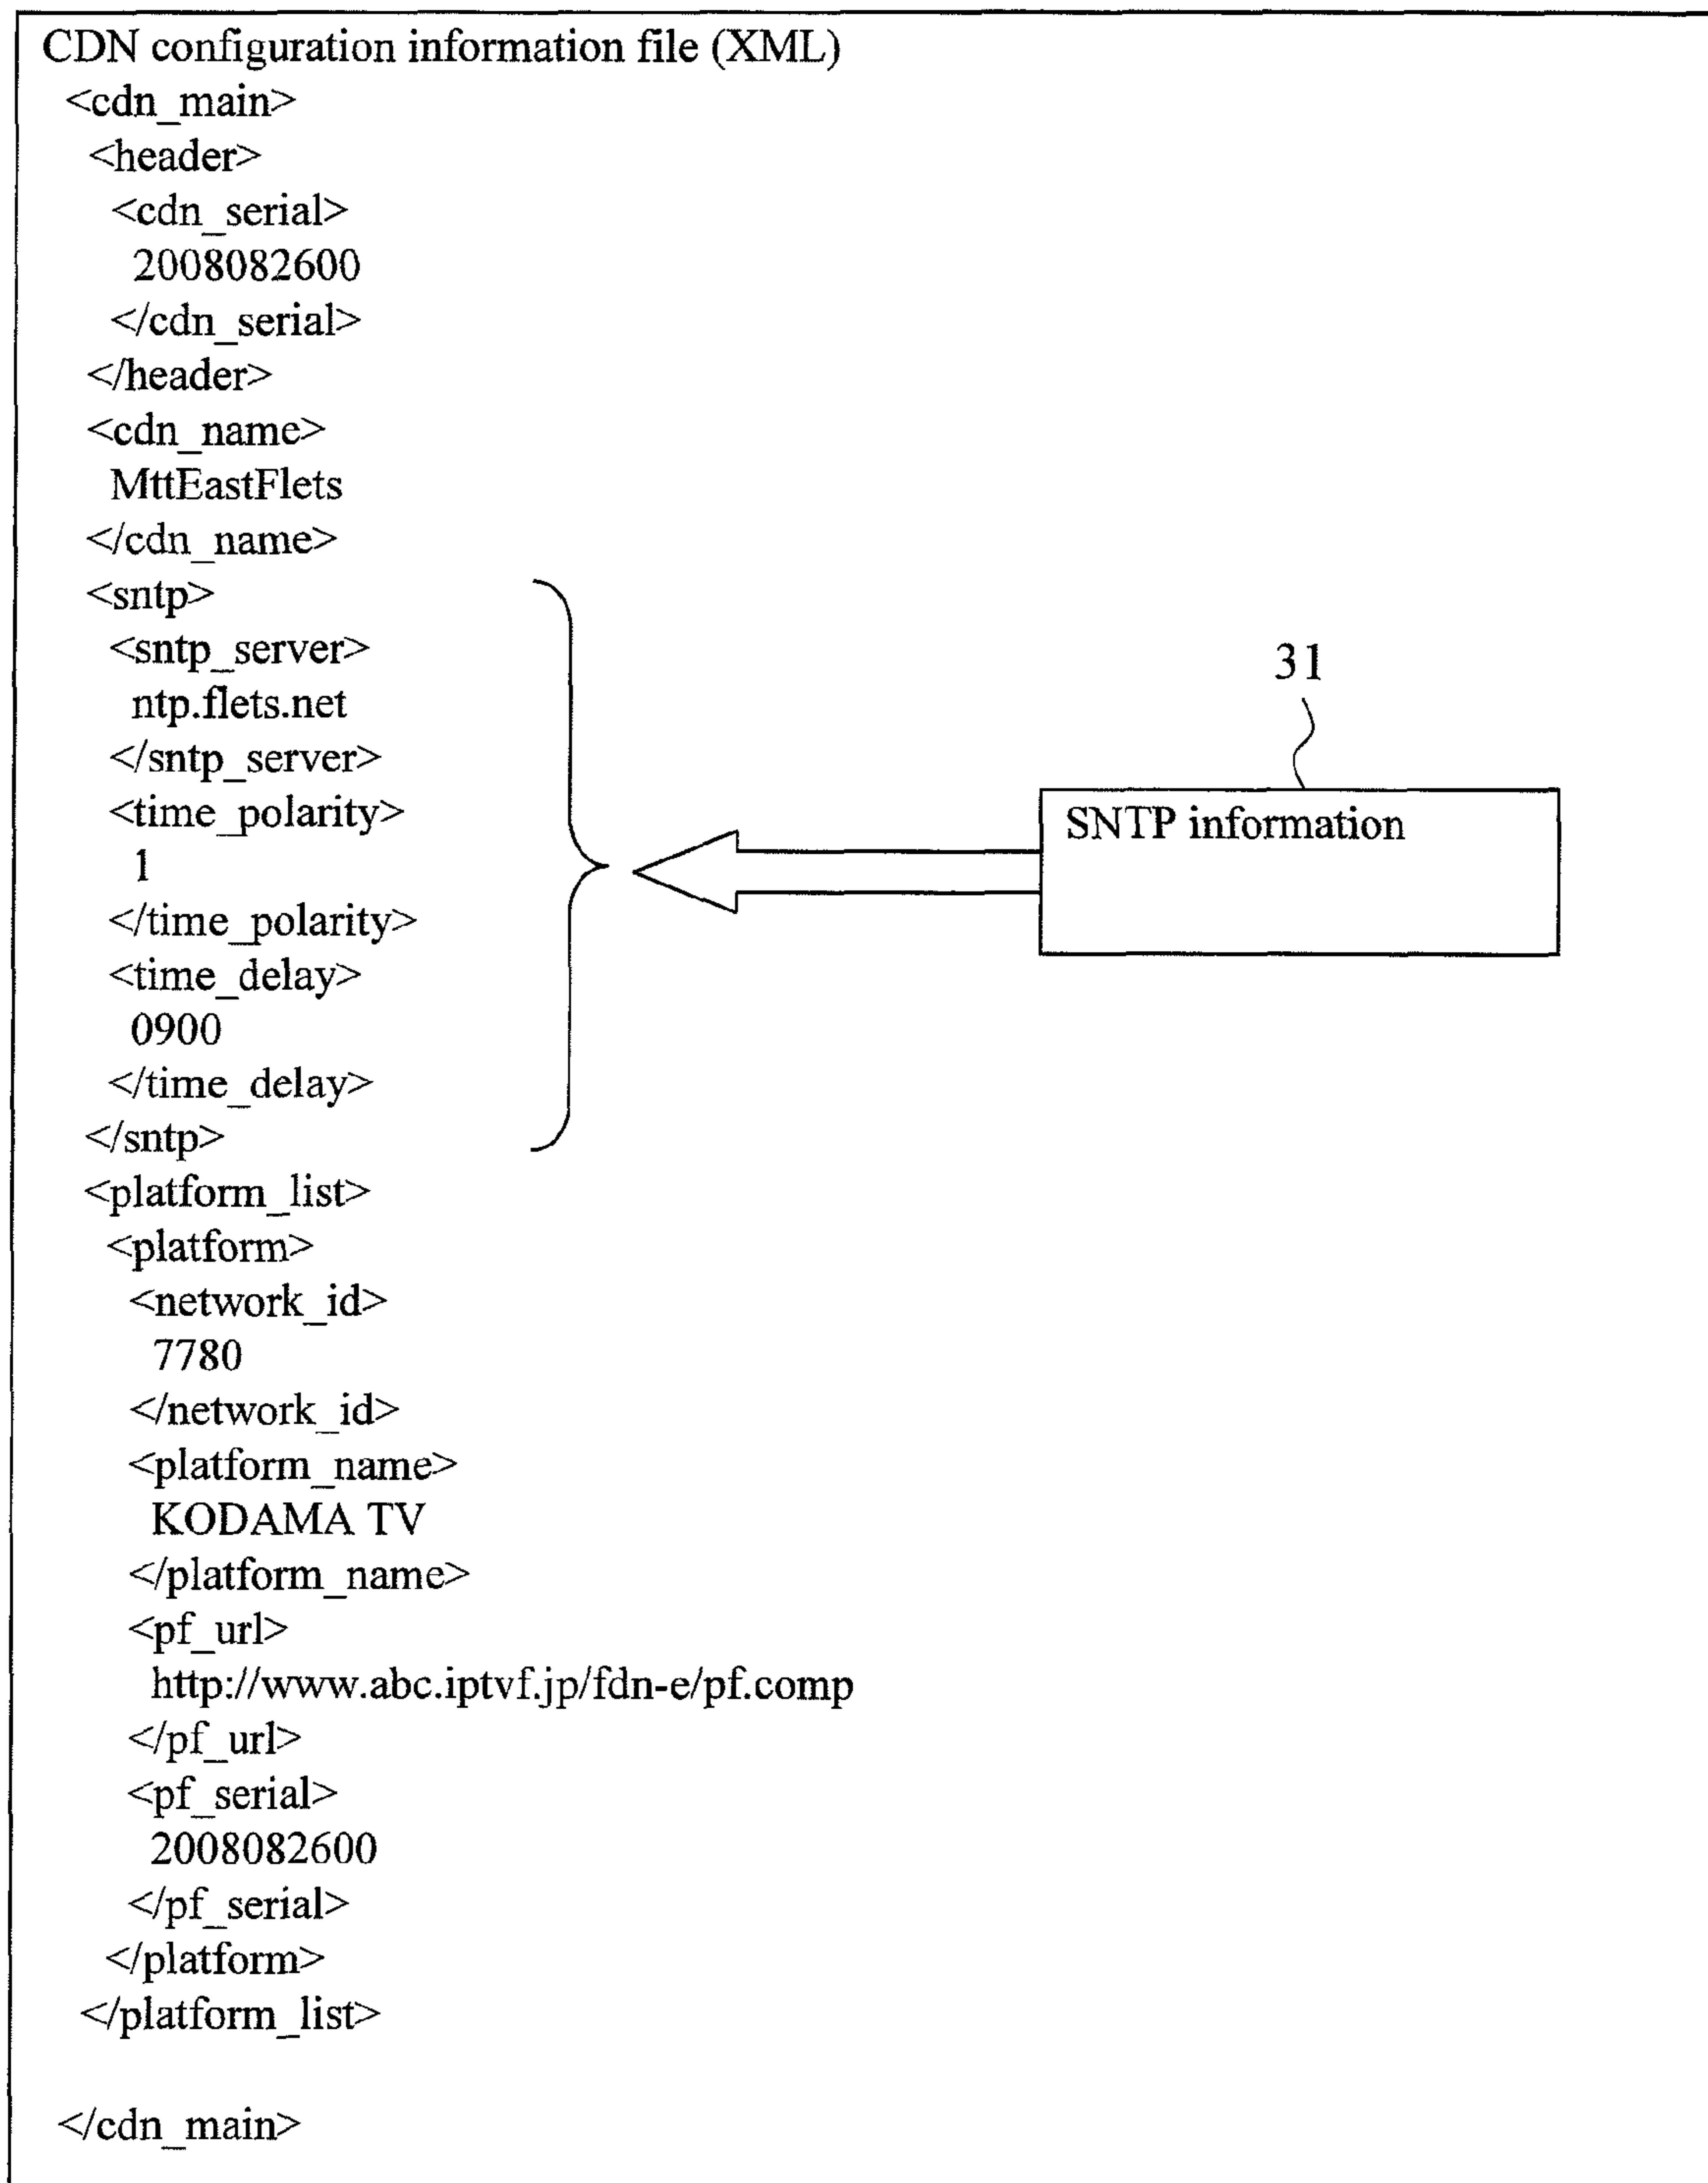 CDN configuration information file (XML)
<cdn_main>
<header>
<cdn_serial>
2008082600
</cdn_serial>
</header>
<cdn_name>
MttEastFlets
</cdn_name>
<sntp>
<sntp_server>
ntp.flets.net
</sntp_server>
<time_polarity>
1
</time_polarity>
<time_delay>
0900
</time_delay>
</sntp>
<platform_list>
<platform>
<network_id>
7780
</network_id>
<platform_name>
KODAMA TV
</platform_name>
<pf_url>
http://www.abc.iptvf.jp/fdn-e/pf.comp
</pf_url>
<pf_serial>
2008082600
</pf_serial>
</platform>
</platform_list>
</cdn_main>
31
SNTP information